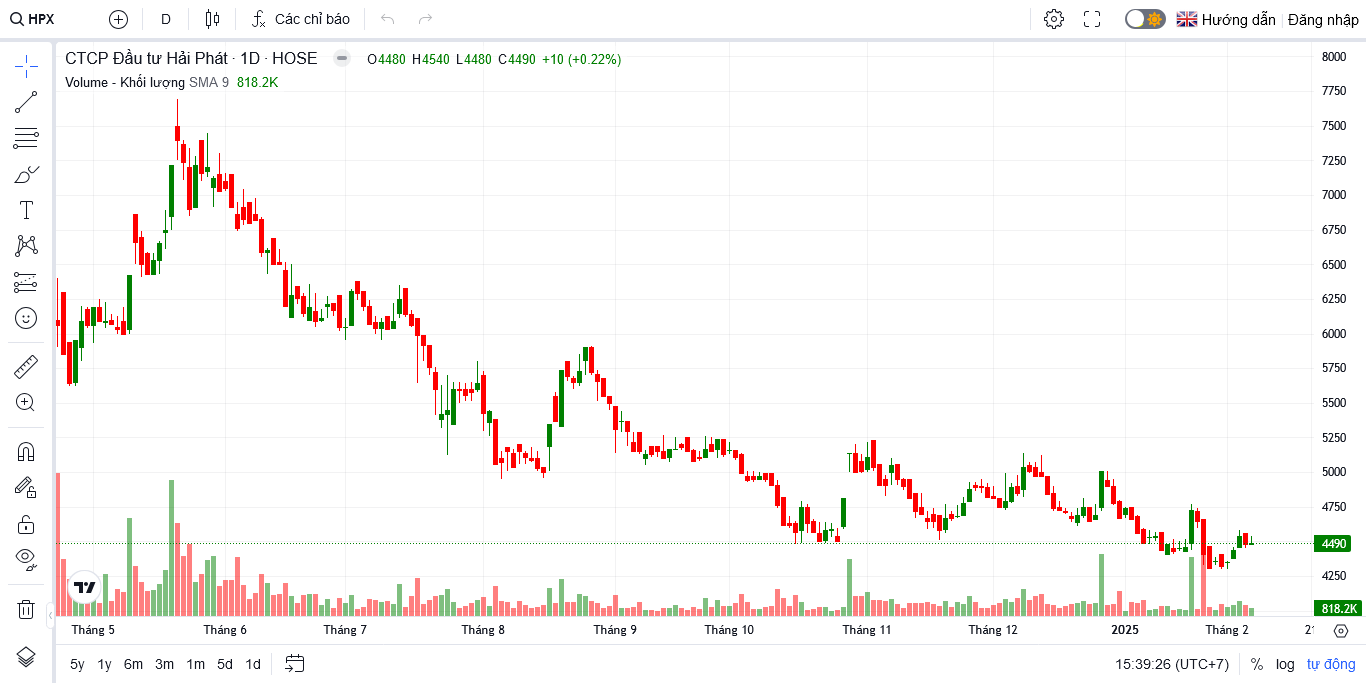 HPX D Các chỉ báo Hướng dẫn Đăng nhập
CTCP Đầu tư Hải Phát · 1D · HOSE O4480 H4540 L4480 C4490 +10 (+0.22%)
Volume - Khối lượng SMA 9 818.2K
8000
7750
7500
7250
7000
6750
6500
6250
6000
5750
5500
5250
5000
4750
4490
4250
818.2K
Tháng 5 Tháng 6 Tháng 7 Tháng 8 Tháng 9 Tháng 10 Tháng 11 Tháng 12 2025 Tháng 2
5y 1y 6m 3m 1m 5d 1d 15:39:26 (UTC+7) % log tự động